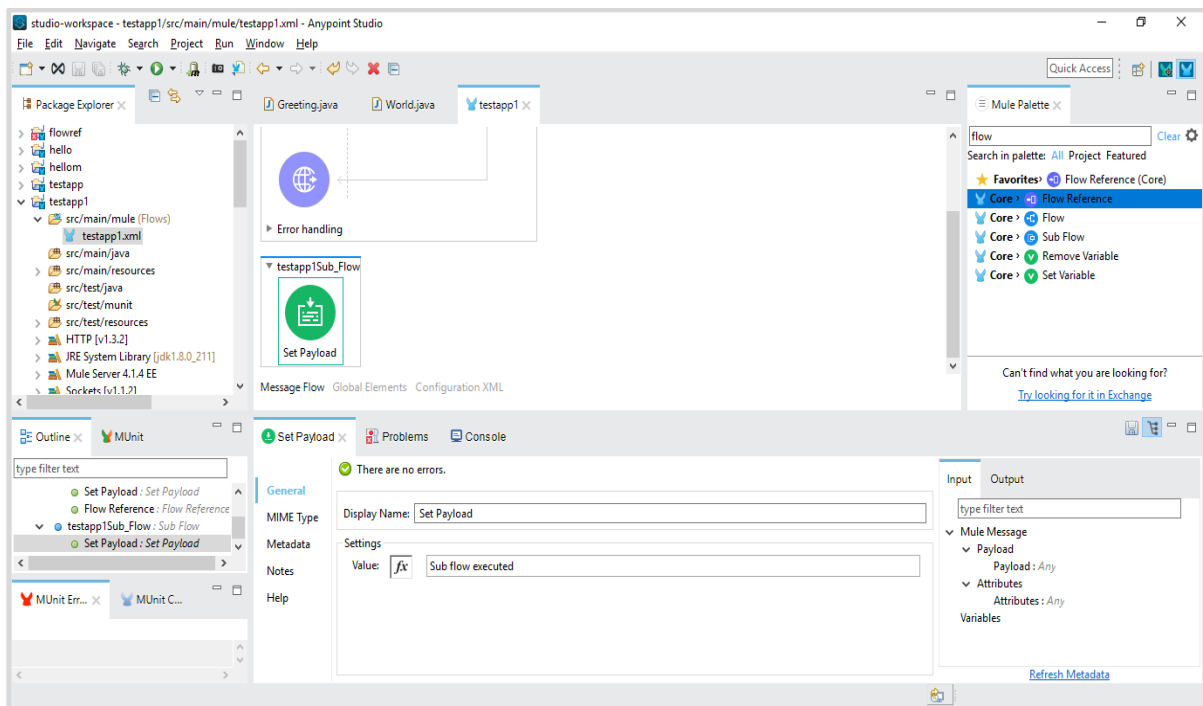 studio-workspace - testapp1/src/main/mule/testapp1.xml - Anypoint Studio
File Edit Navigate Search Project Run Window Help
Quick Access
Package Explorer
flowref
hello
hellom
testapp
testapp1
src/main/mule (Flows)
testapp1.xml
src/main/java
src/main/resources
src/test/java
src/test/munit
src/test/resources
HTTP [v1.3.2]
JRE System Library [jdk1.8.0_211]
Mule Server 4.1.4 EE
Sockets [v1.1.2]
Greeting.java World.java testapp1
Error handling
testapp1Sub_Flow
Set Payload
Message Flow Global Elements Configuration XML
Mule Palette
flow Clear
Search in palette: All Project Featured
Favorites> Flow Reference (Core)
Core > Flow Reference
Core > Flow
Core > Sub Flow
Core > Remove Variable
Core > Set Variable
Can't find what you are looking for?
Try looking for it in Exchange
Outline MUnit
type filter text
Set Payload : Set Payload
Flow Reference : Flow Reference
testapp1Sub_Flow : Sub Flow
Set Payload : Set Payload
MUnit Err... MUnit C...
Set Payload Problems Console
There are no errors.
General
MIME Type
Metadata
Notes
Help
Display Name: Set Payload
Settings
Value: fx Sub flow executed
Input Output
type filter text
Mule Message
Payload
Payload : Any
Attributes
Attributes : Any
Variables
Refresh Metadata